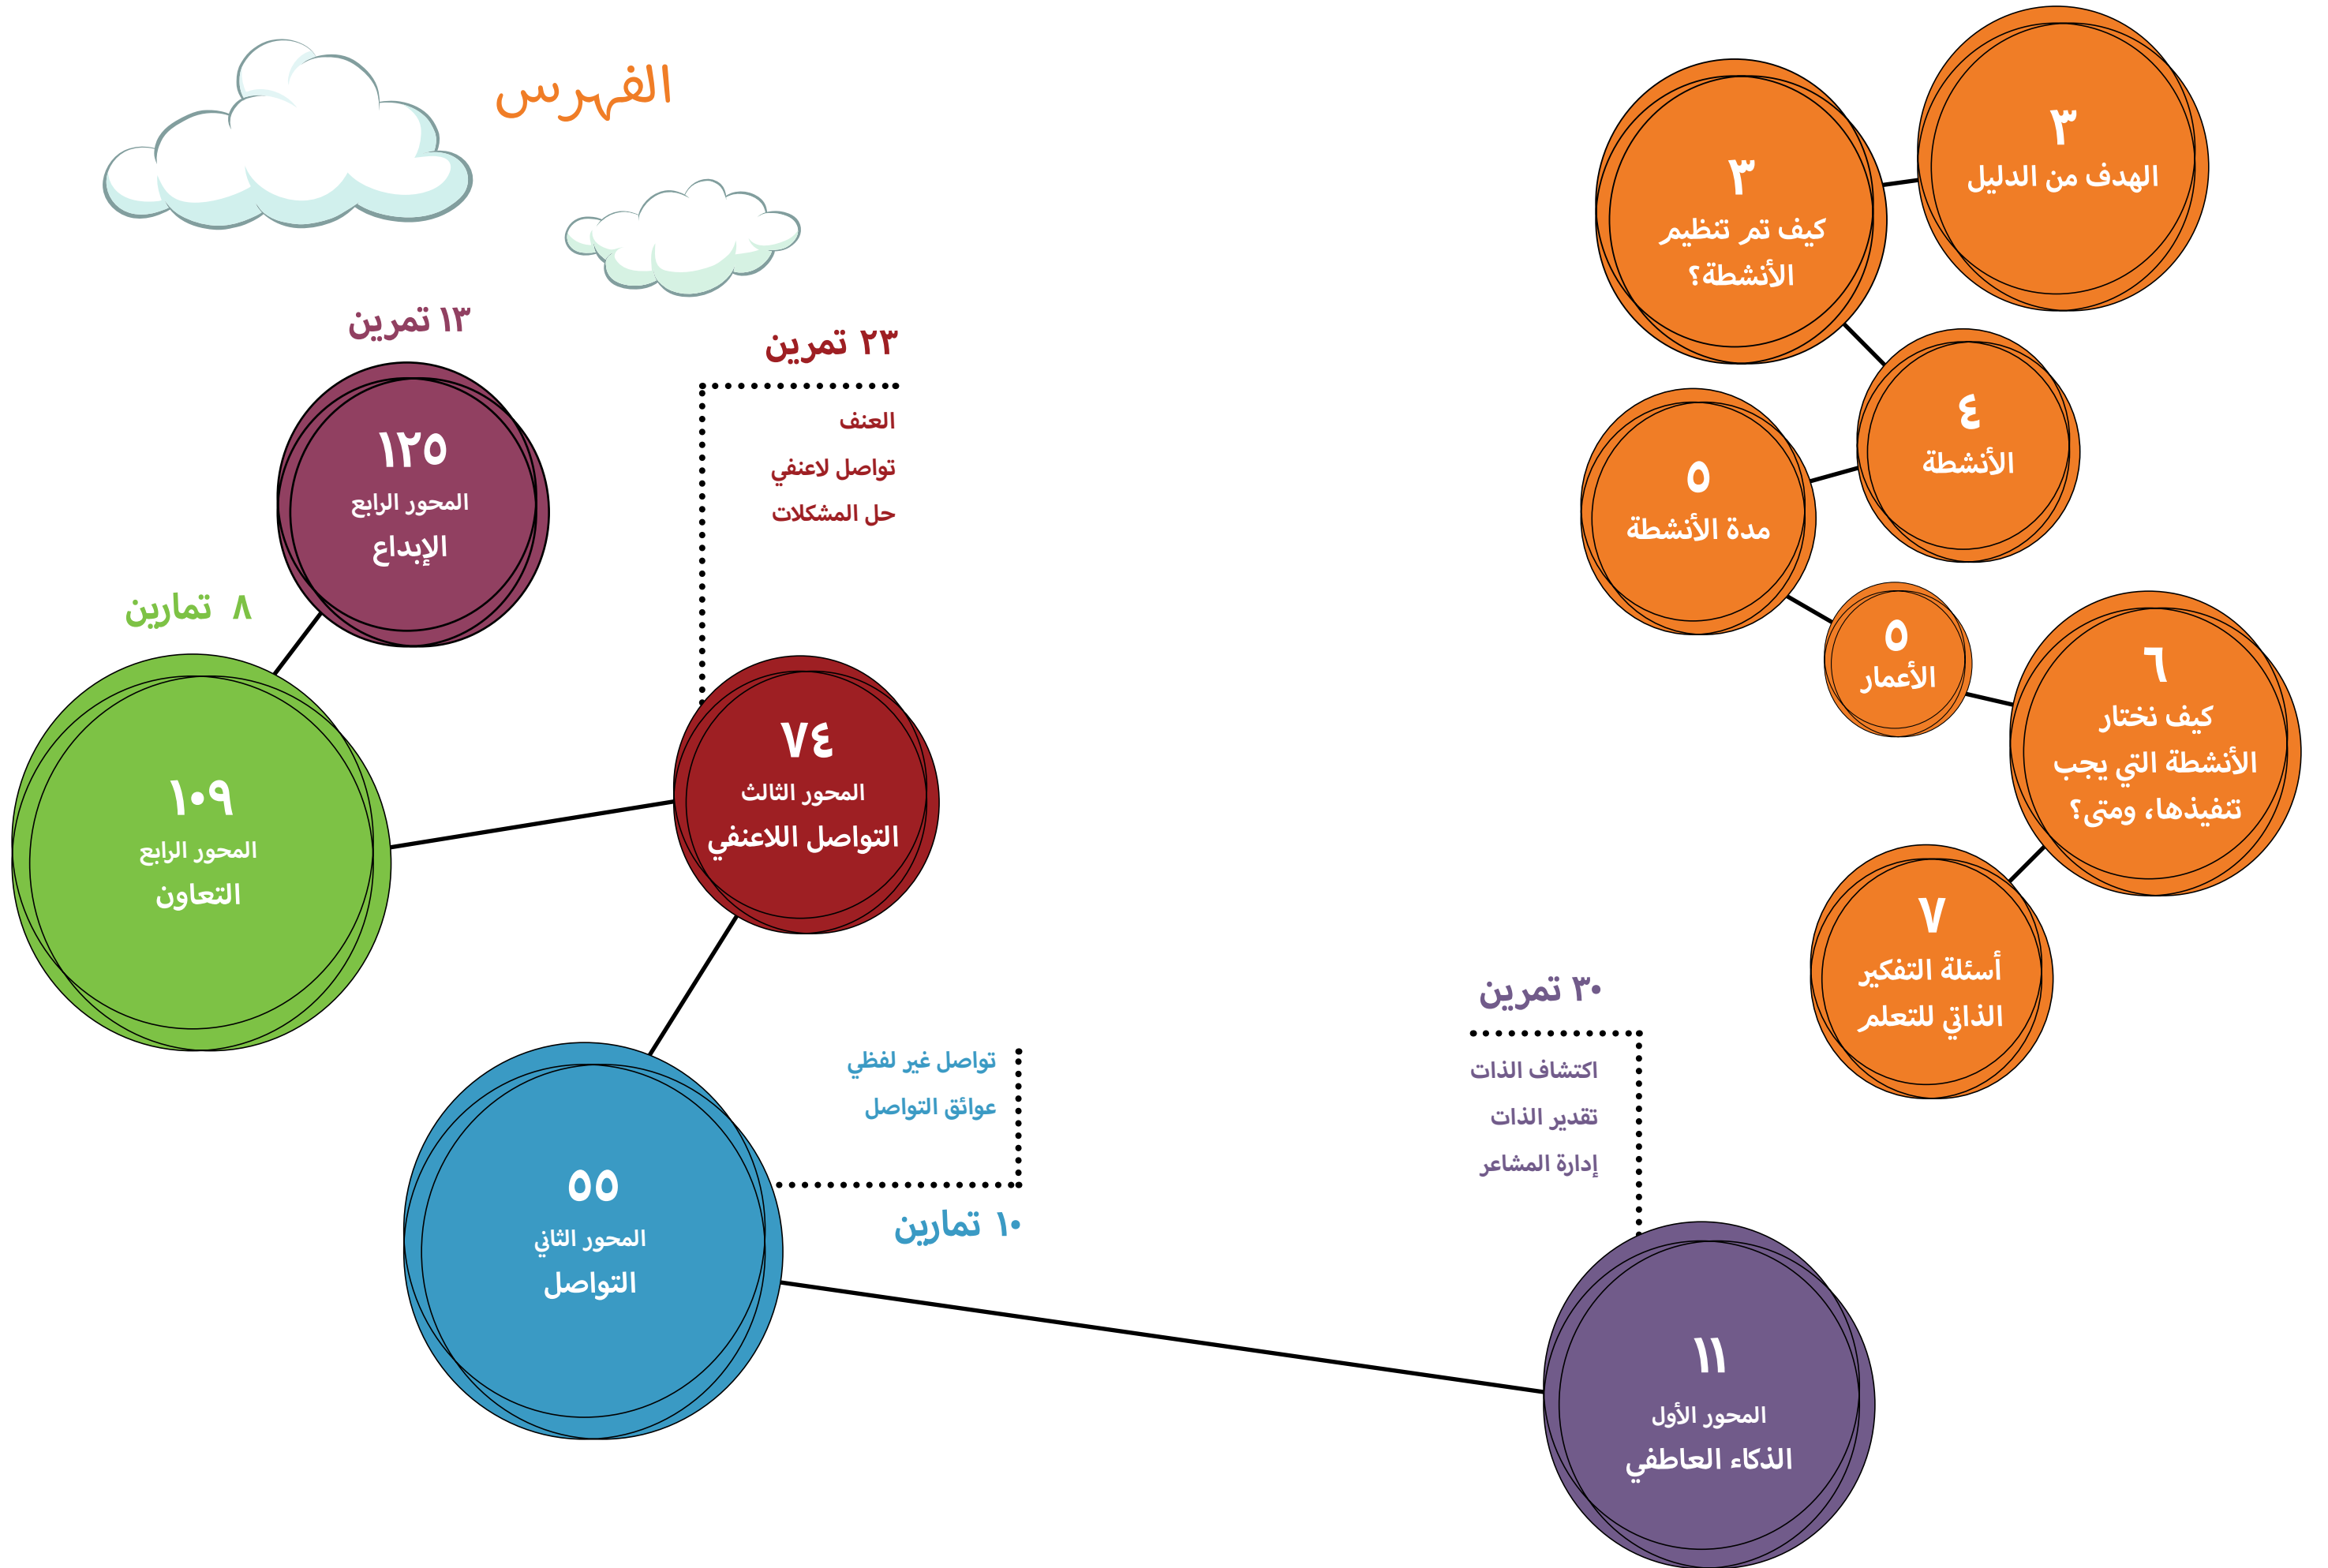 الفهرس
٣
الهدف من الدليل
٣
كيف تم تنظيم
الأنشطة؟
٤
الأنشطة
٥
مدة الأنشطة
٥
الأعمار
٦
كيف نختار
الأنشطة التي يجب
تنفيذها، ومتى؟
٧
أسئلة التفكير
الذاتي للتعلم
٣٠ تمرين
اكتشاف الذات
تقدير الذات
إدارة المشاعر
١١
المحور الأول
الذكاء العاطفي
تواصل غير لفظي
عوائق التواصل
١٠ تمارين
٥٥
المحور الثاني
التواصل
٢٣ تمرين
العنف
تواصل لاعنفي
حل المشكلات
٧٤
المحور الثالث
التواصل اللاعنفي
٨ تمارين
١٠٩
المحور الرابع
التعاون
١٣ تمرين
١٢٥
المحور الرابع
الإبداع